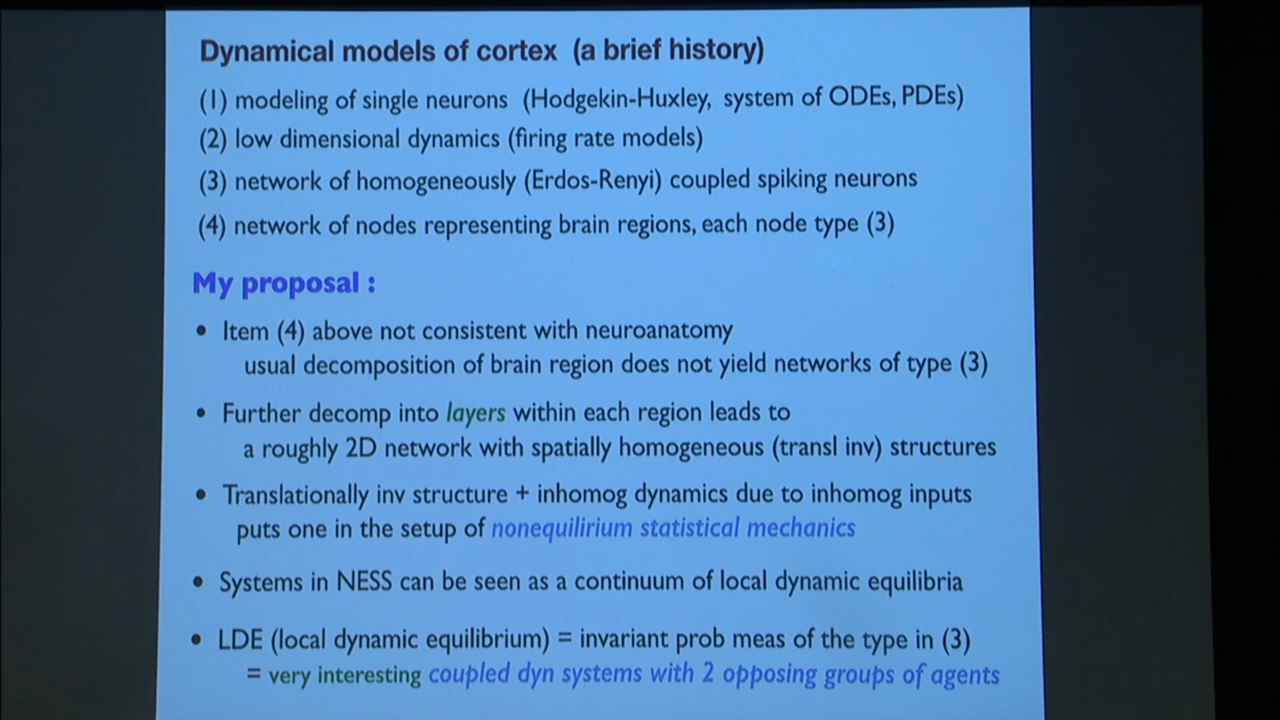 Dynamical models of cortex (a brief history)
(1) modeling of single neurons (Hodgekin-Huxley, system of ODEs, PDEs)
(2) low dimensional dynamics (firing rate models)
(3) network of homogeneously (Erdos-Renyi) coupled spiking neurons
(4) network of nodes representing brain regions, each node type (3)
My proposal :
• Item (4) above not consistent with neuroanatomy
usual decomposition of brain region does not yield networks of type (3)
• Further decomp into layers within each region leads to
a roughly 2D network with spatially homogeneous (transl inv) structures
• Translationally inv structure + inhomog dynamics due to inhomog inputs
puts one in the setup of nonequilirium statistical mechanics
• Systems in NESS can be seen as a continuum of local dynamic equilibria
• LDE (local dynamic equilibrium) = invariant prob meas of the type in (3)
= very interesting coupled dyn systems with 2 opposing groups of agents